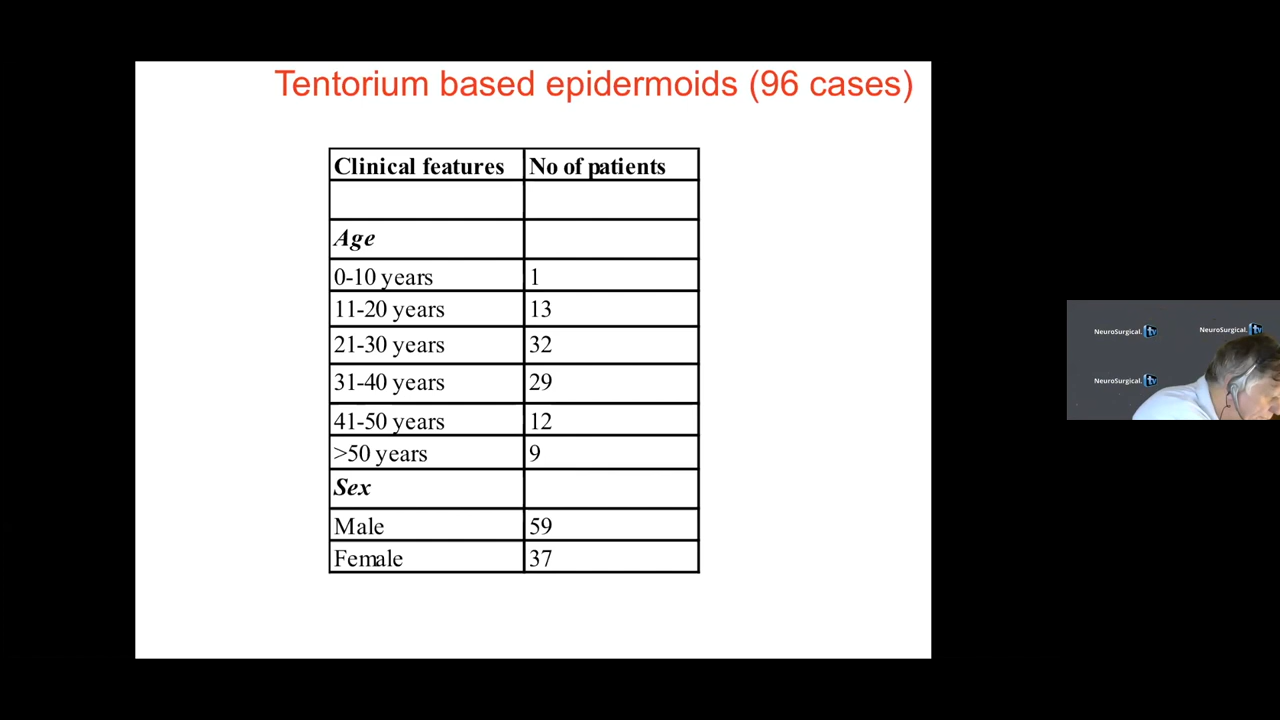 Tentorium based epidermoids (96 cases)
Clinical features No of patients
Age
0-10 years 1
11-20 years 13
21-30 years 32
31-40 years 29
41-50 years 12
>50 years 9
Sex
Male 59
Female 37
NeuroSurgical.tv NeuroSurgical.tv
NeuroSurgical.tv